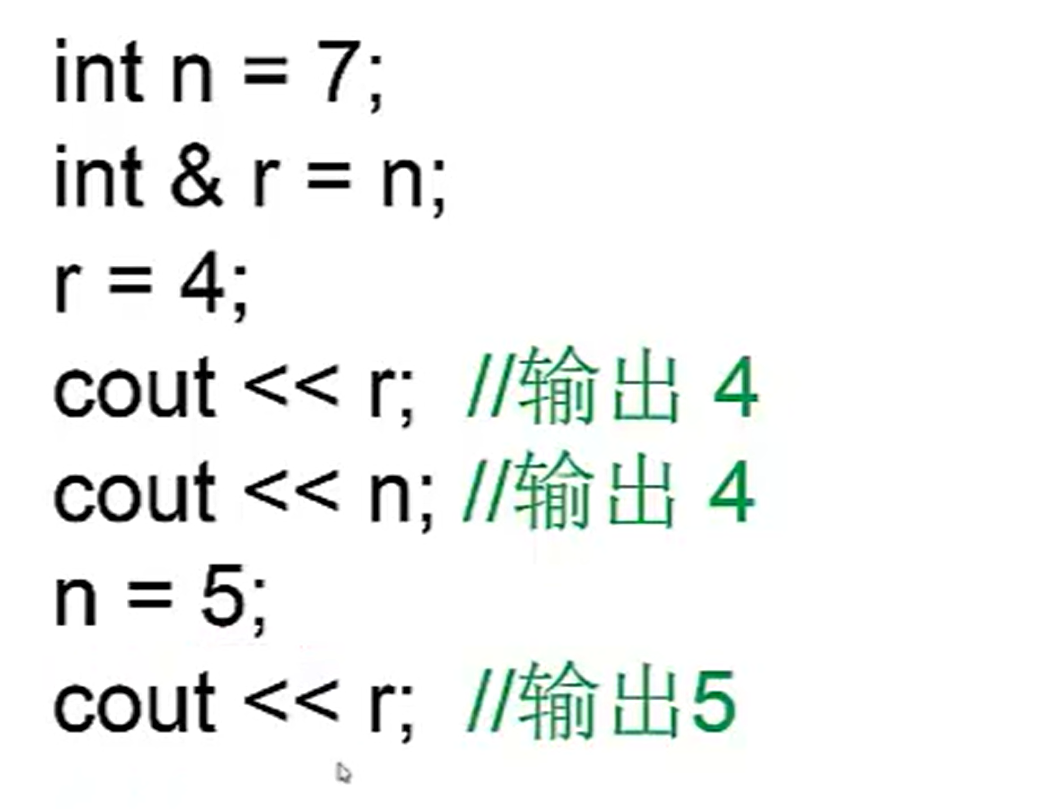 int n = 7;
int & r = n;
r = 4;
cout << r;  //输出 4
cout << n; //输出 4
n = 5;
cout << r;  //输出5